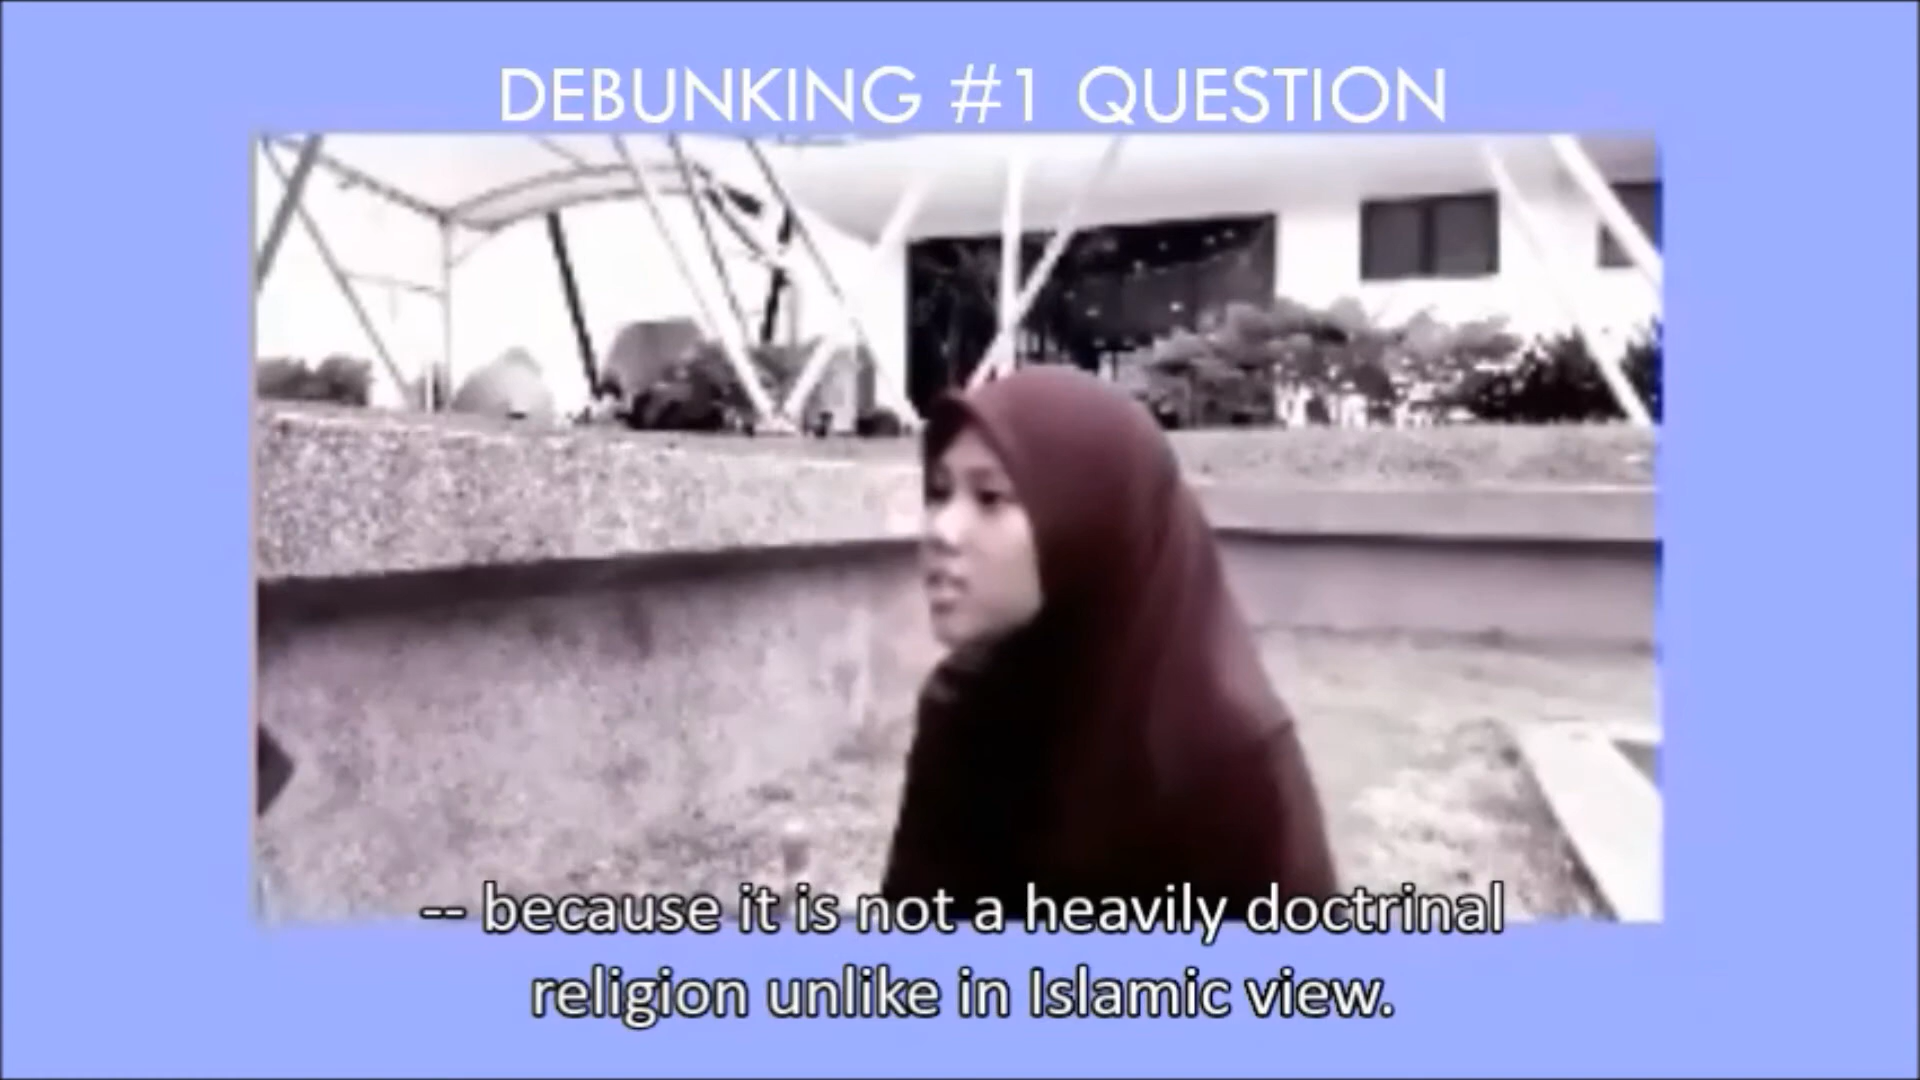 DEBUNKING #1 QUESTION
-- because it is not a heavily doctrinal
religion unlike in Islamic view.